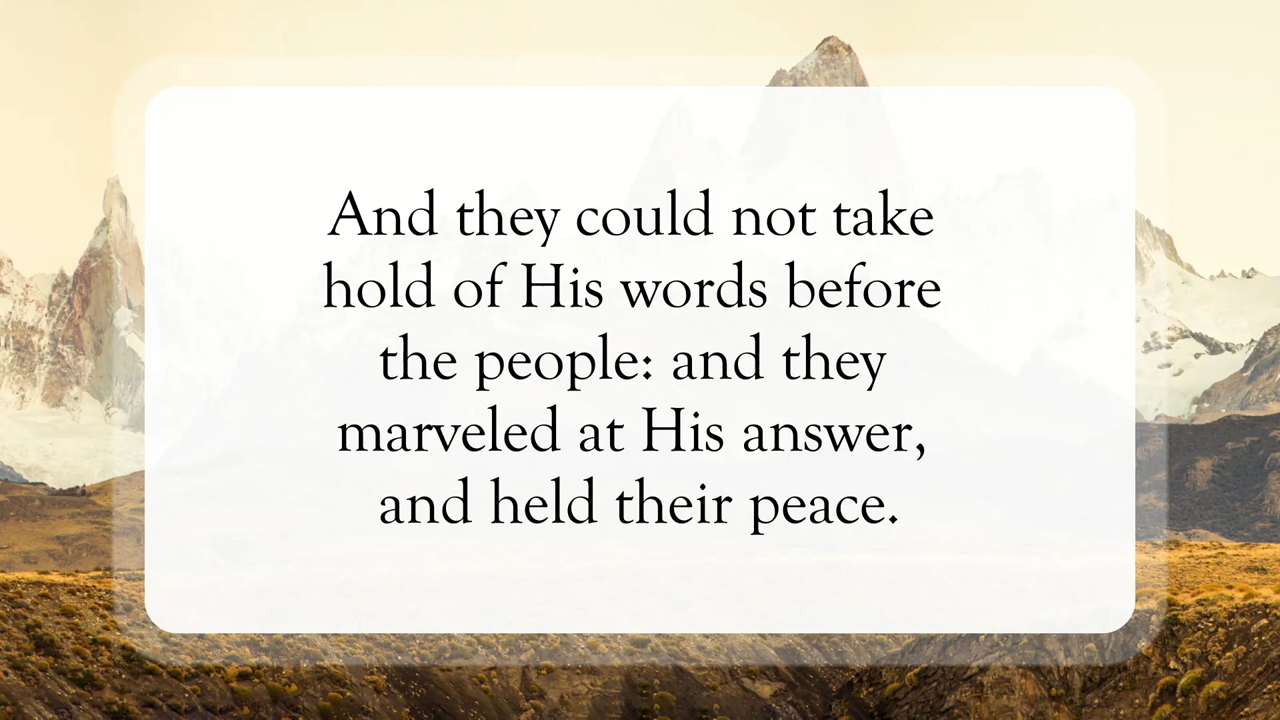 And they could not take
hold of His words before
the people: and they
marveled at His answer,
and held their peace.